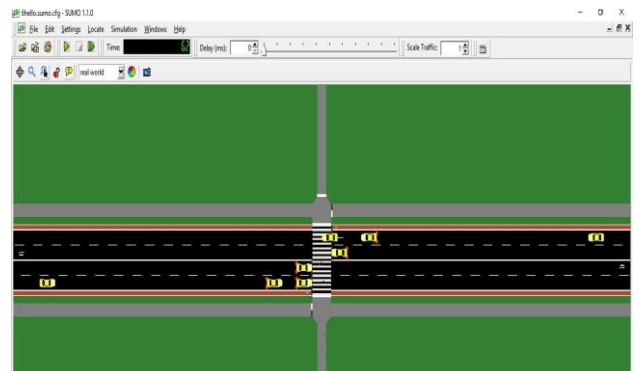 6hello.sumo.cfg - SUMO 1.1.0
File Edit Settings Locate Simulation Windows Help
Time: Delay (ms): 0 Scale Traffic: 1
real world